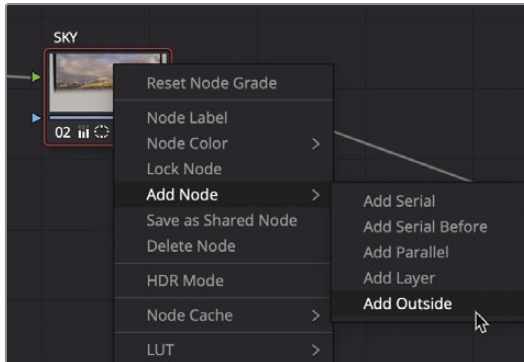 SKY
02
Reset Node Grade
Node Label
Node Color
Lock Node
Add Node
Save as Shared Node
Delete Node
HDR Mode
Node Cache
LUT
Add Serial
Add Serial Before
Add Parallel
Add Layer
Add Outside